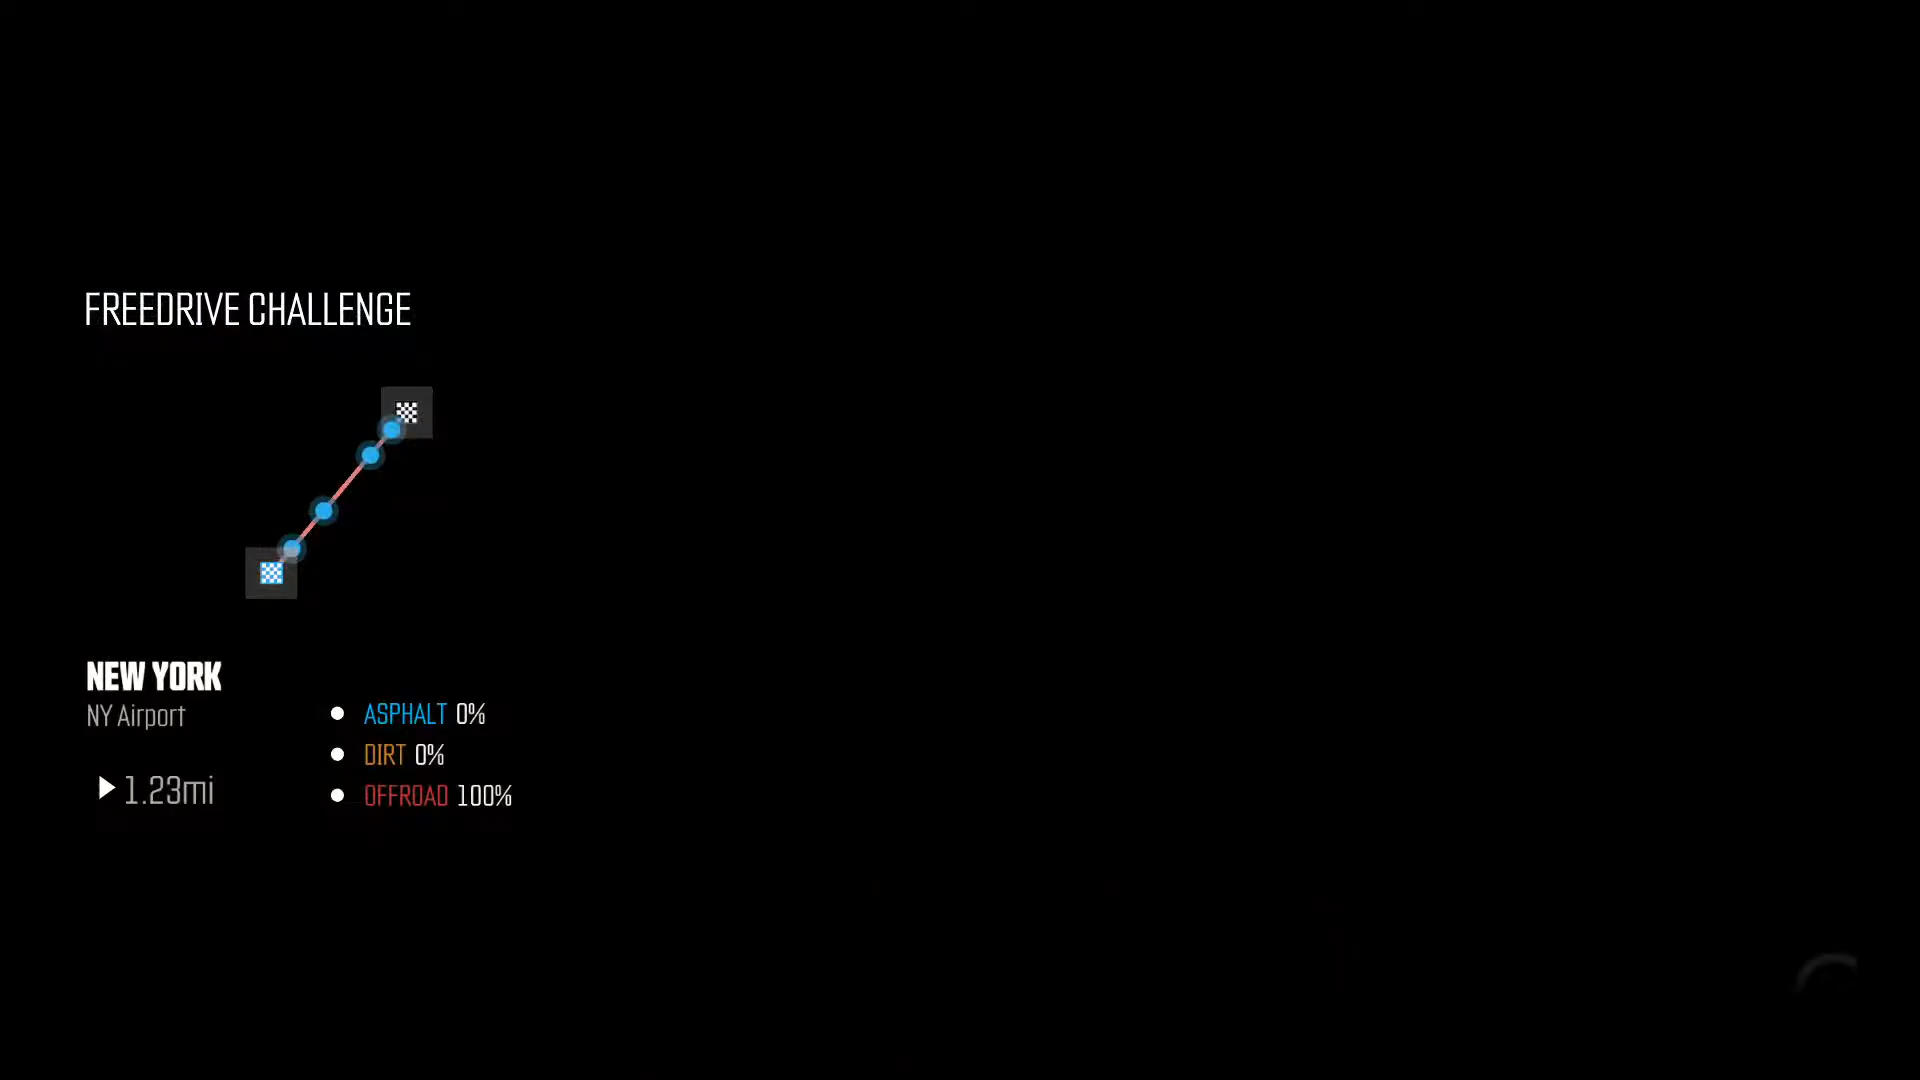 FREEDRIVE CHALLENGE
NEW YORK
NY Airport
1.23mi
ASPHALT 0%
DIRT 0%
OFFROAD 100%